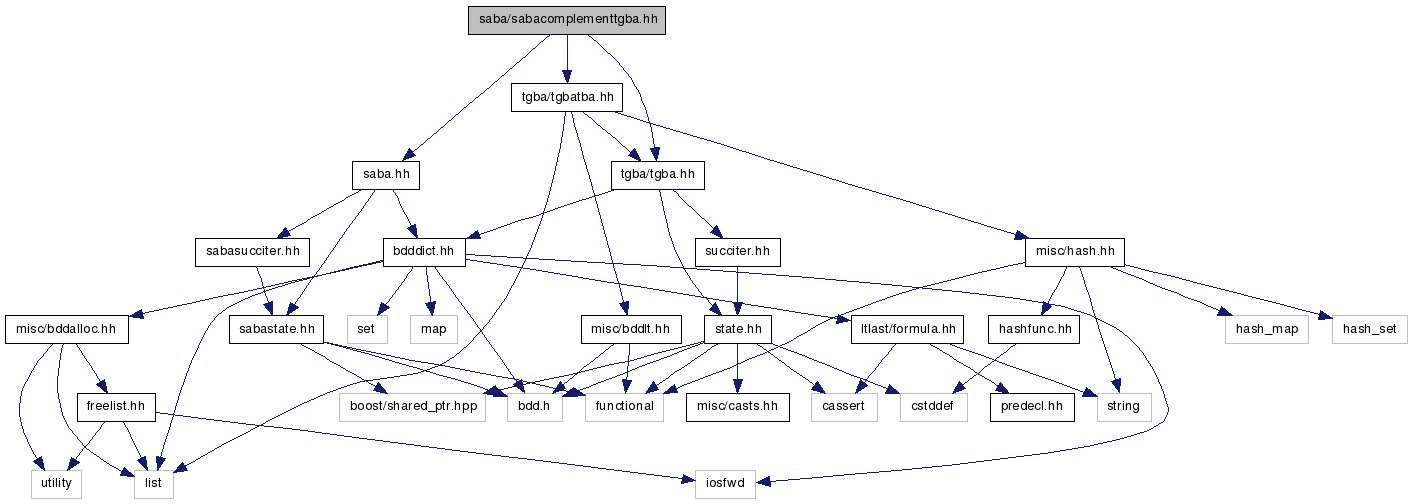 saba/sabacomplementtgba.hh
tgba/tgbatba.hh
saba.hh
tgba/tgba.hh
sabasucciter.hh
bdddict.hh
succiter.hh
misc/hash.hh
misc/bddalloc.hh
sabastate.hh
set
map
misc/bddlt.hh
state.hh
ltlast/formula.hh
hashfunc.hh
hash_map
hash_set
freelist.hh
boost/shared_ptr.hpp
bdd.h
functional
misc/casts.hh
cassert
cstddef
predecl.hh
string
utility
list
iosfwd